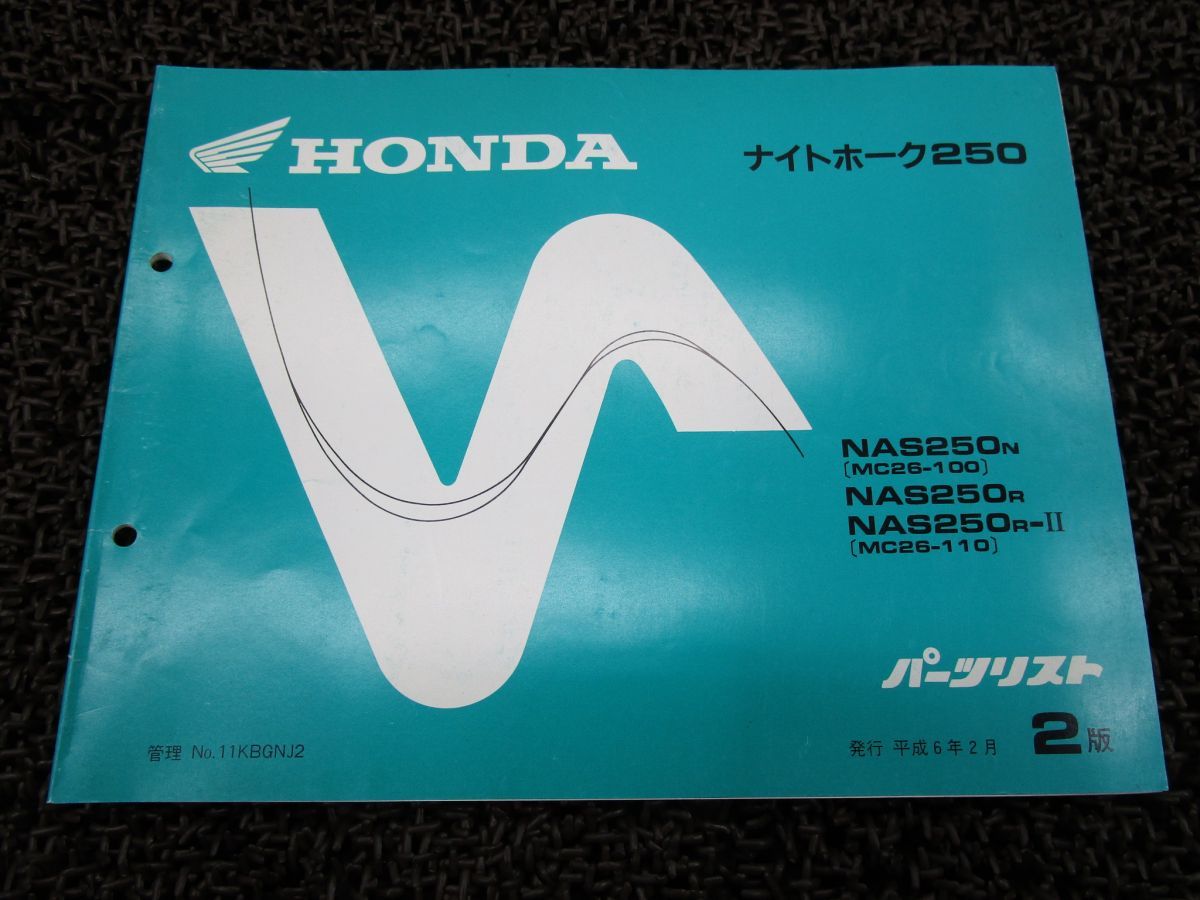 HONDA
ナイトホーク250
NAS250N
〔MC26-100〕
NAS250R
NAS250R-II
〔MC26-110〕
パーツリスト
管理 No.11KBGNJ2
発行 平成6年2月 2版